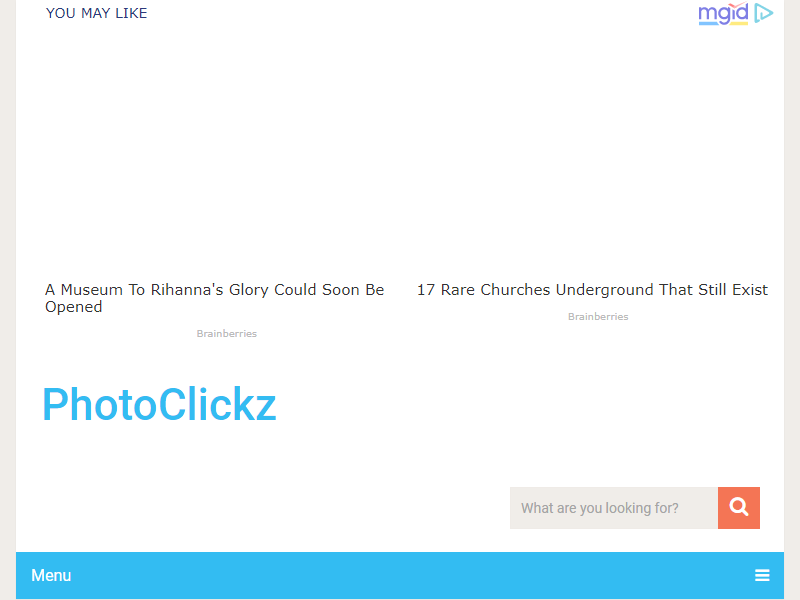 YOU MAY LIKE
mgid
A Museum To Rihanna's Glory Could Soon Be
Opened
Brainberries
17 Rare Churches Underground That Still Exist
Brainberries
PhotoClickz
What are you looking for?
Menu